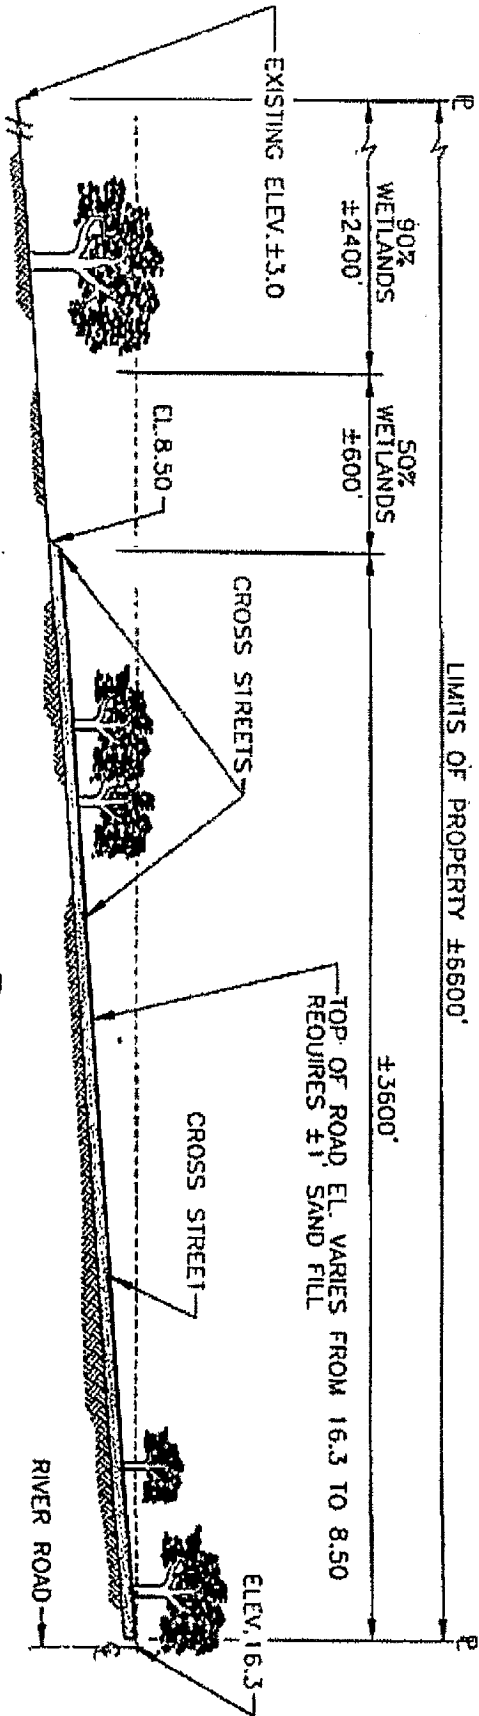 ℄
℄
LIMITS OF PROPERTY ±6600'
90%
WETLANDS
±2400'
50%
WETLANDS
±600'
±3600'
TOP OF ROAD EL. VARIES FROM 16.3 TO 8.50
REQUIRES ±1' SAND FILL
EXISTING ELEV. ±3.0
EL. 8.50
CROSS STREETS
CROSS STREET
ELEV. 16.3
RIVER ROAD
℄